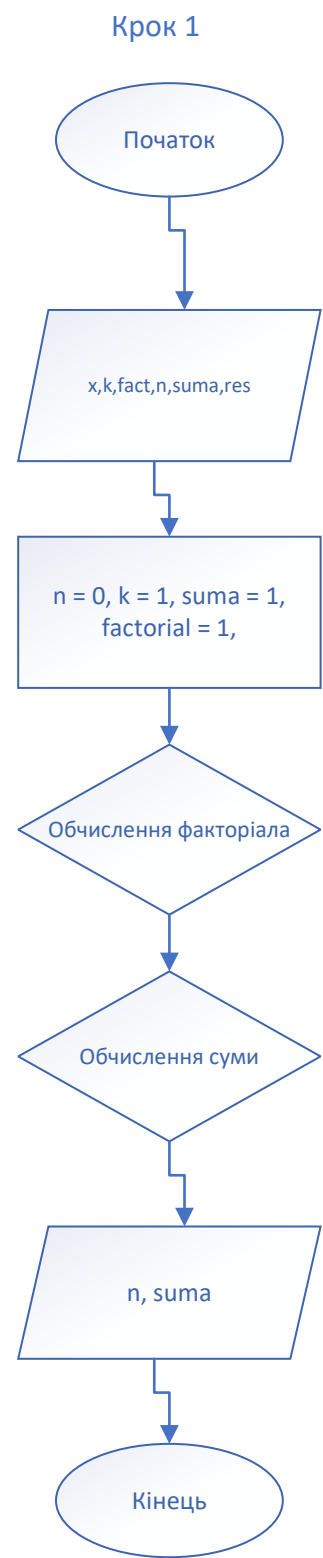 Крок 1
Початок
x,k,fact,n,suma,res
n = 0, k = 1, suma = 1,
factorial = 1,
Обчислення факторіала
Обчислення суми
n, suma
Кінець